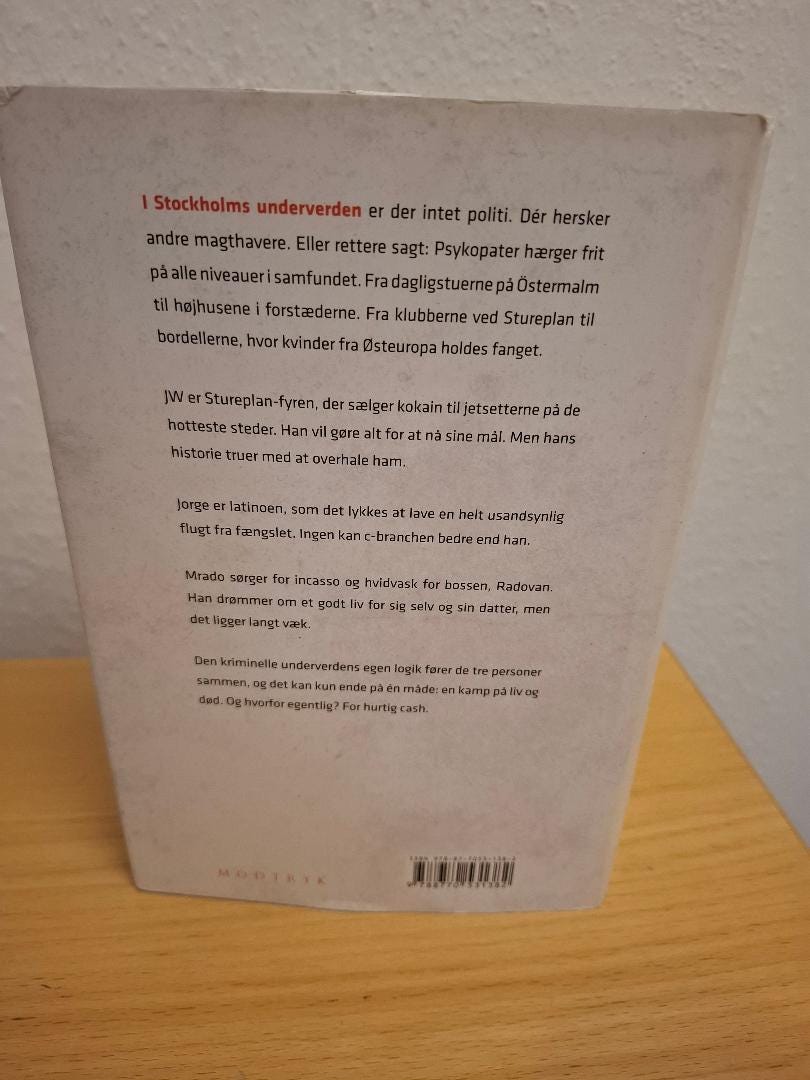 I Stockholms underverden er der intet politi. Dér hersker
andre magthavere. Eller rettere sagt: Psykopater hærger frit
på alle niveauer i samfundet. Fra dagligstuerne på Östermalm
til højhusene i forstæderne. Fra klubberne ved Stureplan til
bordellerne, hvor kvinder fra Østeuropa holdes fanget.
JW er Stureplan-fyren, der sælger kokain til jetsetterne på de
hotteste steder. Han vil gøre alt for at nå sine mål. Men hans
historie truer med at overhale ham.
Jorge er latinoen, som det lykkes at lave en helt usandsynlig
flugt fra fængslet. Ingen kan c-branchen bedre end han.
Mrado sørger for incasso og hvidvask for bossen, Radovan.
Han drømmer om et godt liv for sig selv og sin datter, men
det ligger langt væk.
Den kriminelle underverdens egen logik fører de tre personer
sammen, og det kan kun ende på én måde: en kamp på liv og
død. Og hvorfor egentlig? For hurtig cash.
MODTRYK